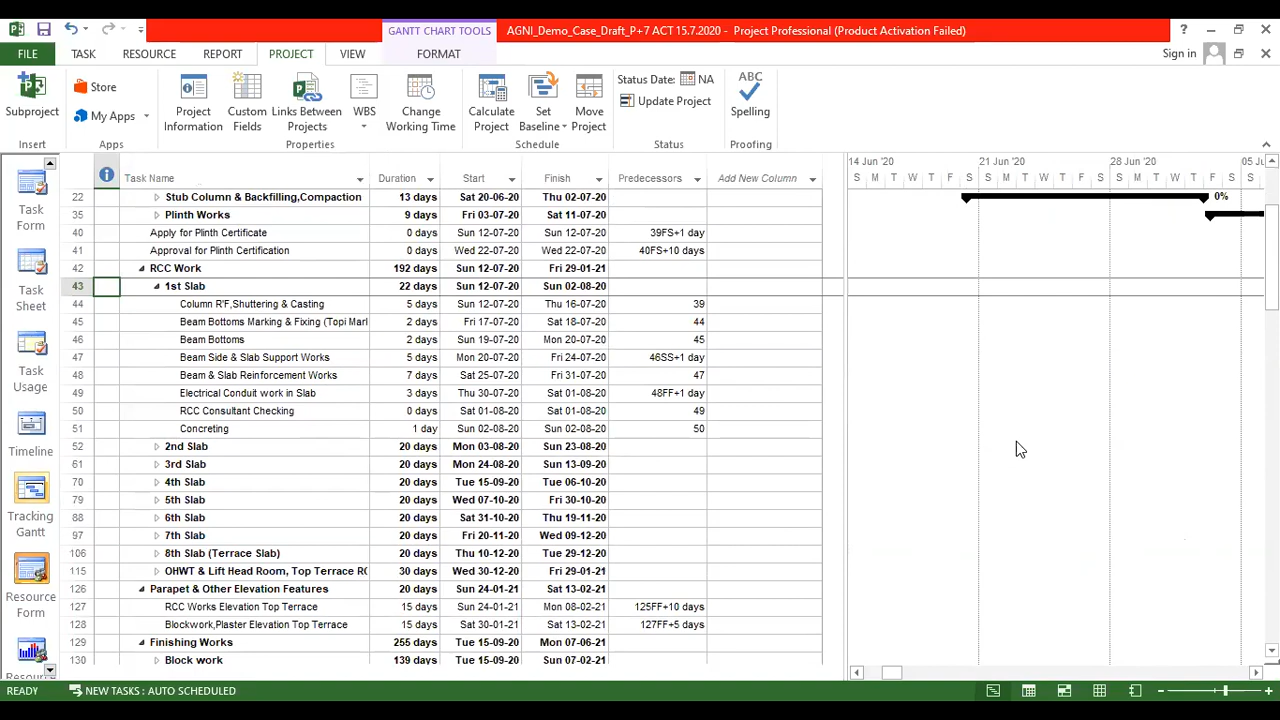 GANTT CHART TOOLS
AGNI_Demo_Case_Draft_P+7 ACT 15.7.2020 - Project Professional (Product Activation Failed)
FILE TASK RESOURCE REPORT PROJECT VIEW FORMAT Sign in
Subproject
Insert
Store
My Apps
Apps
Project Information
Custom Fields
Links Between Projects
WBS
Change Working Time
Properties
Calculate Project
Set Baseline
Move Project
Schedule
Status Date: NA
Update Project
Status
ABC
Spelling
Proofing
Task Form
Task Sheet
Task Usage
Timeline
Tracking Gantt
Resource Form
Task Name Duration Start Finish Predecessors Add New Column
22 Stub Column & Backfilling,Compaction 13 days Sat 20-06-20 Thu 02-07-20
35 Plinth Works 9 days Fri 03-07-20 Sat 11-07-20
40 Apply for Plinth Certificate 0 days Sun 12-07-20 Sun 12-07-20 39FS+1 day
41 Approval for Plinth Certification 0 days Wed 22-07-20 Wed 22-07-20 40FS+10 days
42 RCC Work 192 days Sun 12-07-20 Fri 29-01-21
43 1st Slab 22 days Sun 12-07-20 Sun 02-08-20
44 Column R'F,Shuttering & Casting 5 days Sun 12-07-20 Thu 16-07-20 39
45 Beam Bottoms Marking & Fixing (Topi Mark 2 days Fri 17-07-20 Sat 18-07-20 44
46 Beam Bottoms 2 days Sun 19-07-20 Mon 20-07-20 45
47 Beam Side & Slab Support Works 5 days Mon 20-07-20 Fri 24-07-20 46SS+1 day
48 Beam & Slab Reinforcement Works 7 days Sat 25-07-20 Fri 31-07-20 47
49 Electrical Conduit work in Slab 3 days Thu 30-07-20 Sat 01-08-20 48FF+1 day
50 RCC Consultant Checking 0 days Sat 01-08-20 Sat 01-08-20 49
51 Concreting 1 day Sun 02-08-20 Sun 02-08-20 50
52 2nd Slab 20 days Mon 03-08-20 Sun 23-08-20
61 3rd Slab 20 days Mon 24-08-20 Sun 13-09-20
70 4th Slab 20 days Tue 15-09-20 Tue 06-10-20
79 5th Slab 20 days Wed 07-10-20 Fri 30-10-20
88 6th Slab 20 days Sat 31-10-20 Thu 19-11-20
97 7th Slab 20 days Fri 20-11-20 Wed 09-12-20
106 8th Slab (Terrace Slab) 20 days Thu 10-12-20 Tue 29-12-20
115 OHWT & Lift Head Room, Top Terrace RC 30 days Wed 30-12-20 Fri 29-01-21
126 Parapet & Other Elevation Features 20 days Sun 24-01-21 Sat 13-02-21
127 RCC Works Elevation Top Terrace 15 days Sun 24-01-21 Mon 08-02-21 125FF+10 days
128 Blockwork,Plaster Elevation Top Terrace 15 days Sat 30-01-21 Sat 13-02-21 127FF+5 days
129 Finishing Works 255 days Tue 15-09-20 Mon 07-06-21
130 Block work 139 days Tue 15-09-20 Sun 07-02-21
14 Jun '20 21 Jun '20 28 Jun '20 05 Ju
S M T W T F S S M T W T F S S M T W T F S S
0%
READY NEW TASKS : AUTO SCHEDULED